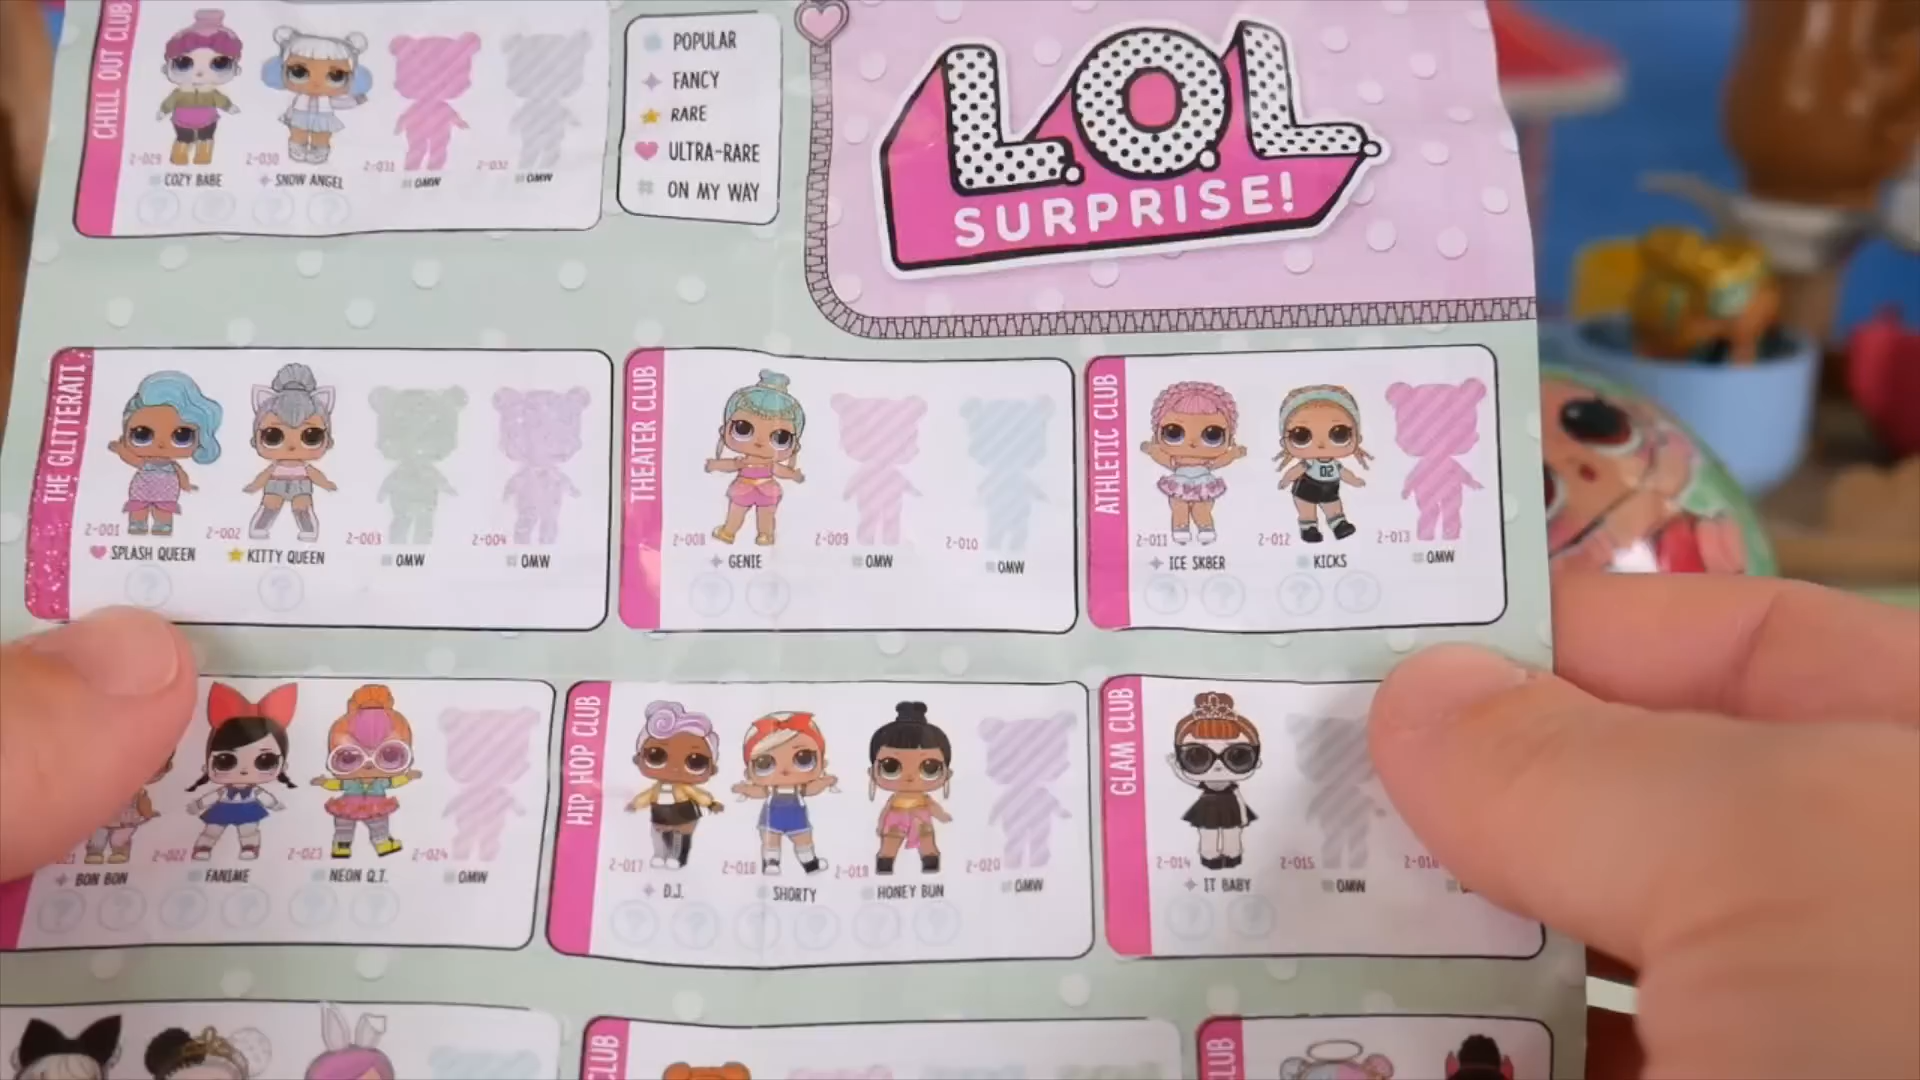 CHILL OUT CLUB
2-029
COZY BABE
2-030
SNOW ANGEL
2-031
OMW
2-032
OMW
POPULAR
FANCY
RARE
ULTRA-RARE
ON MY WAY
L.O.L.
SURPRISE!
THE GLITTERATI
2-001
SPLASH QUEEN
2-002
KITTY QUEEN
2-003
OMW
2-004
OMW
THEATER CLUB
2-008
GENIE
2-009
OMW
2-010
OMW
ATHLETIC CLUB
2-011
ICE SK8ER
2-012
KICKS
02
2-013
OMW
BON BON
2-022
FANIME
2-023
NEON Q.T.
2-024
OMW
HIP HOP CLUB
2-017
D.J.
2-018
SHORTY
2-019
HONEY BUN
2-020
OMW
GLAM CLUB
2-014
IT BABY
2-015
OMW
2-016
CLUB
CLUB